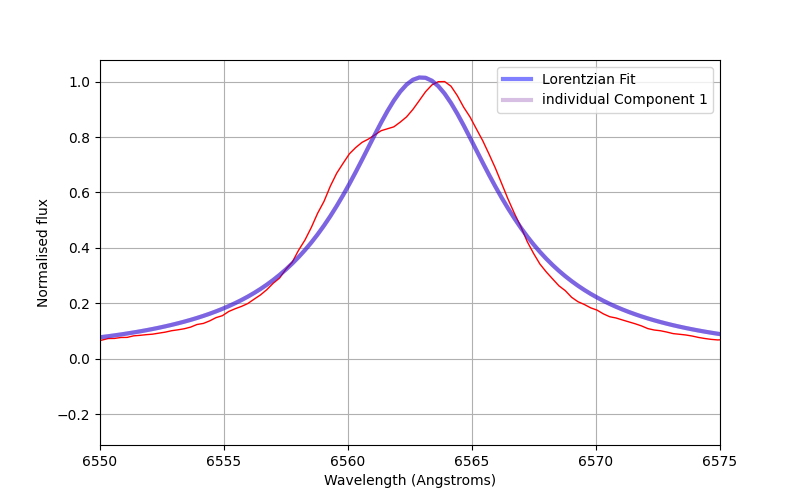 Lorentzian Fit
individual Component 1
Normalised flux
1.0
0.8
0.6
0.4
0.2
0.0
−0.2
6550 6555 6560 6565 6570 6575
Wavelength (Angstroms)